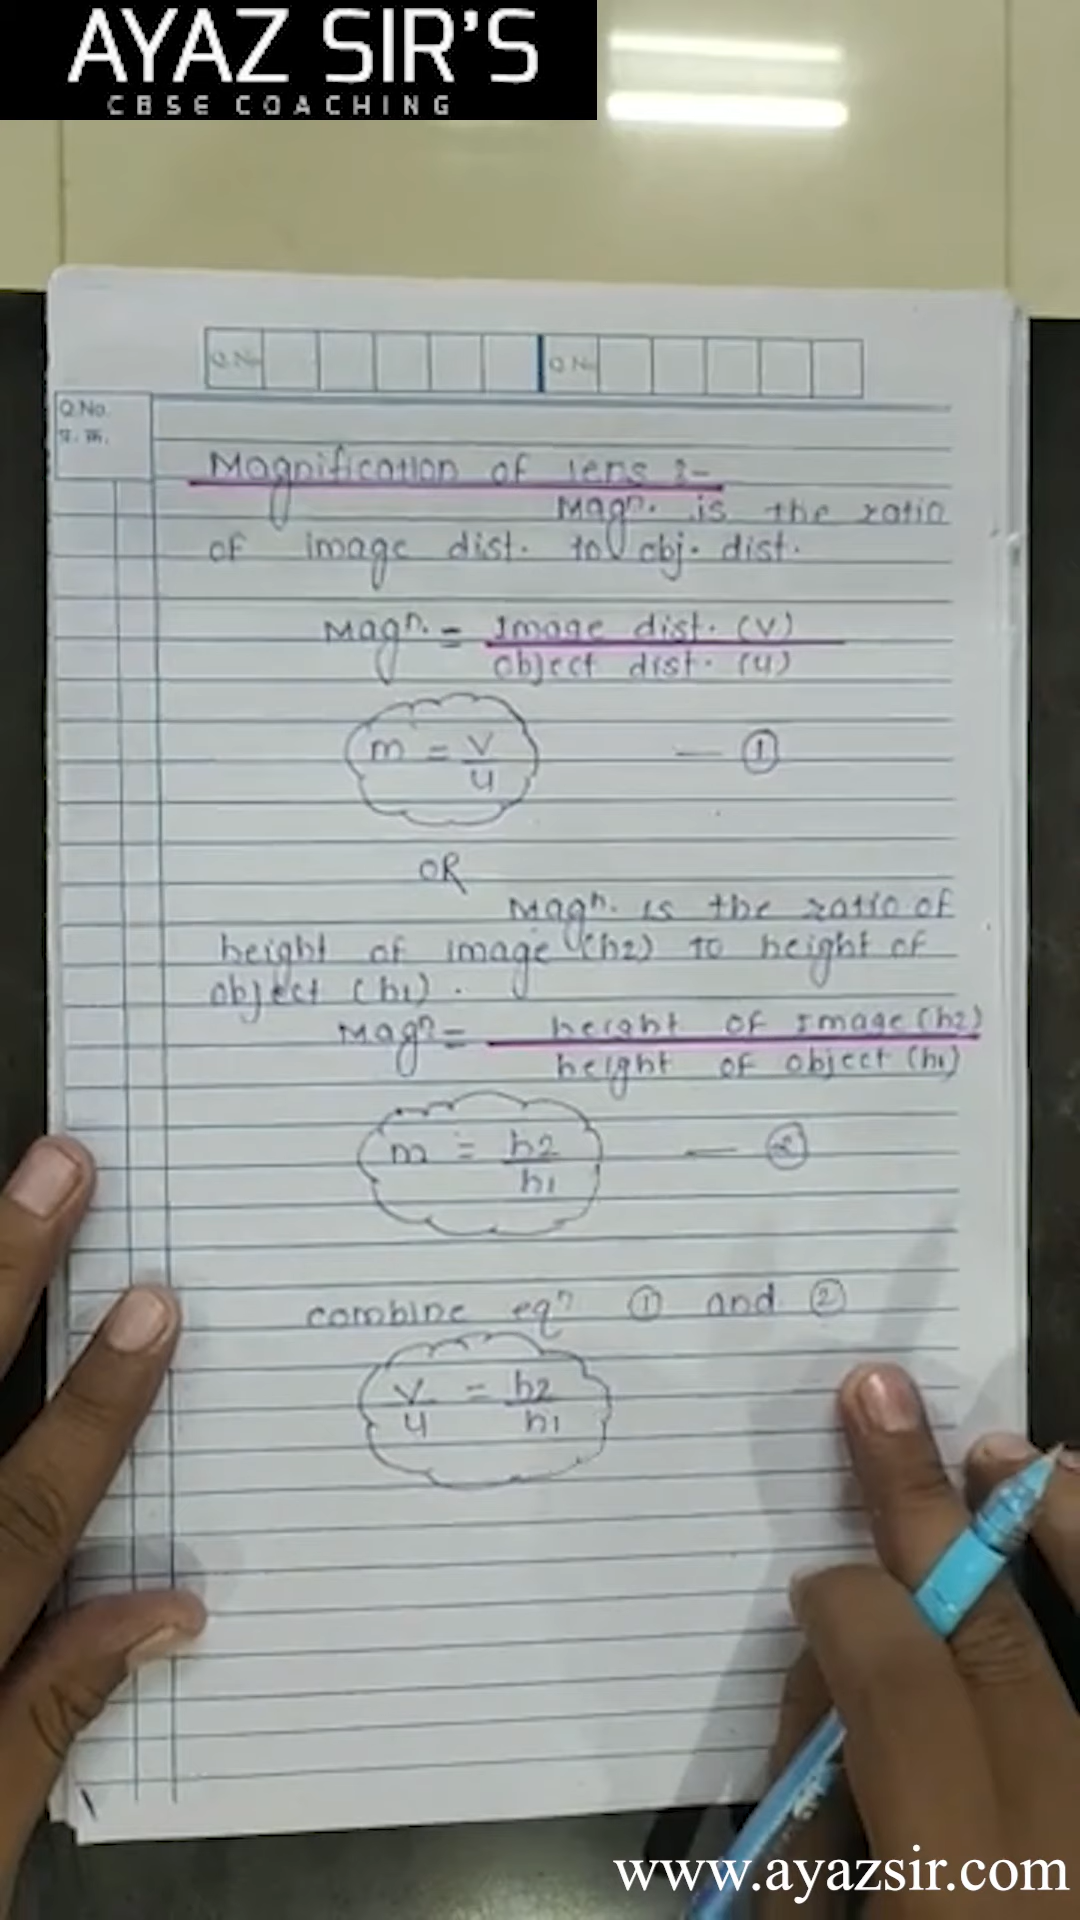 AYAZ SIR'S
CBSE COACHING
Q.No. Q.No.
Q.No.
प्र. क्र.
Magnification of lens :-
Magn. is the ratio
of image dist. to obj. dist.
Magn. = Image dist. (v)
object dist. (u)
m = v
u
— ①
OR
Magn. is the ratio of
height of image (h2) to height of
object (h1).
Magn = height of Image (h2)
height of object (h1)
m = h2
h1
— ②
combine eqn ① and ②
v = h2
u h1
www.ayazsir.com